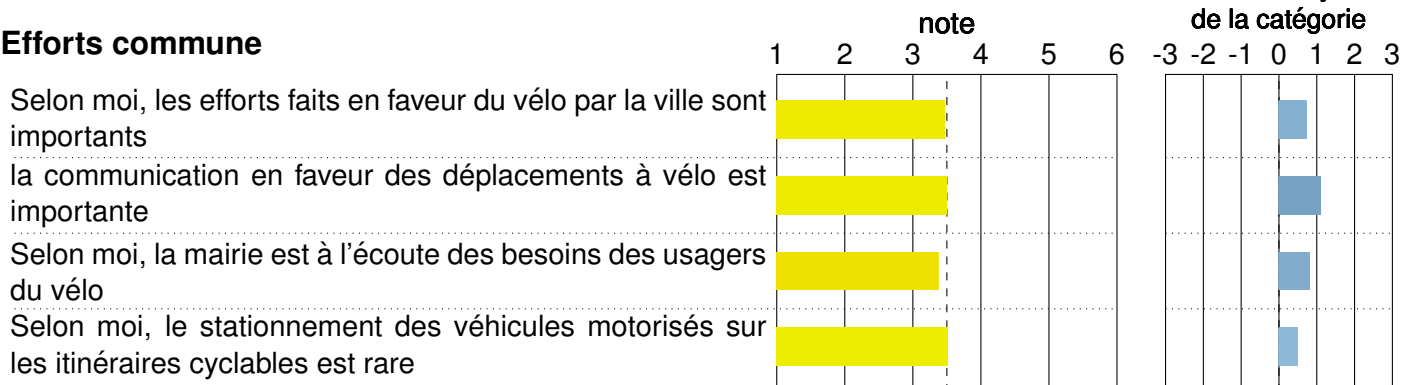 note
de la catégorie
Efforts commune
1 2 3 4 5 6
-3 -2 -1 0 1 2 3
Selon moi, les efforts faits en faveur du vélo par la ville sont
importants
la communication en faveur des déplacements à vélo est
importante
Selon moi, la mairie est à l'écoute des besoins des usagers
du vélo
Selon moi, le stationnement des véhicules motorisés sur
les itinéraires cyclables est rare